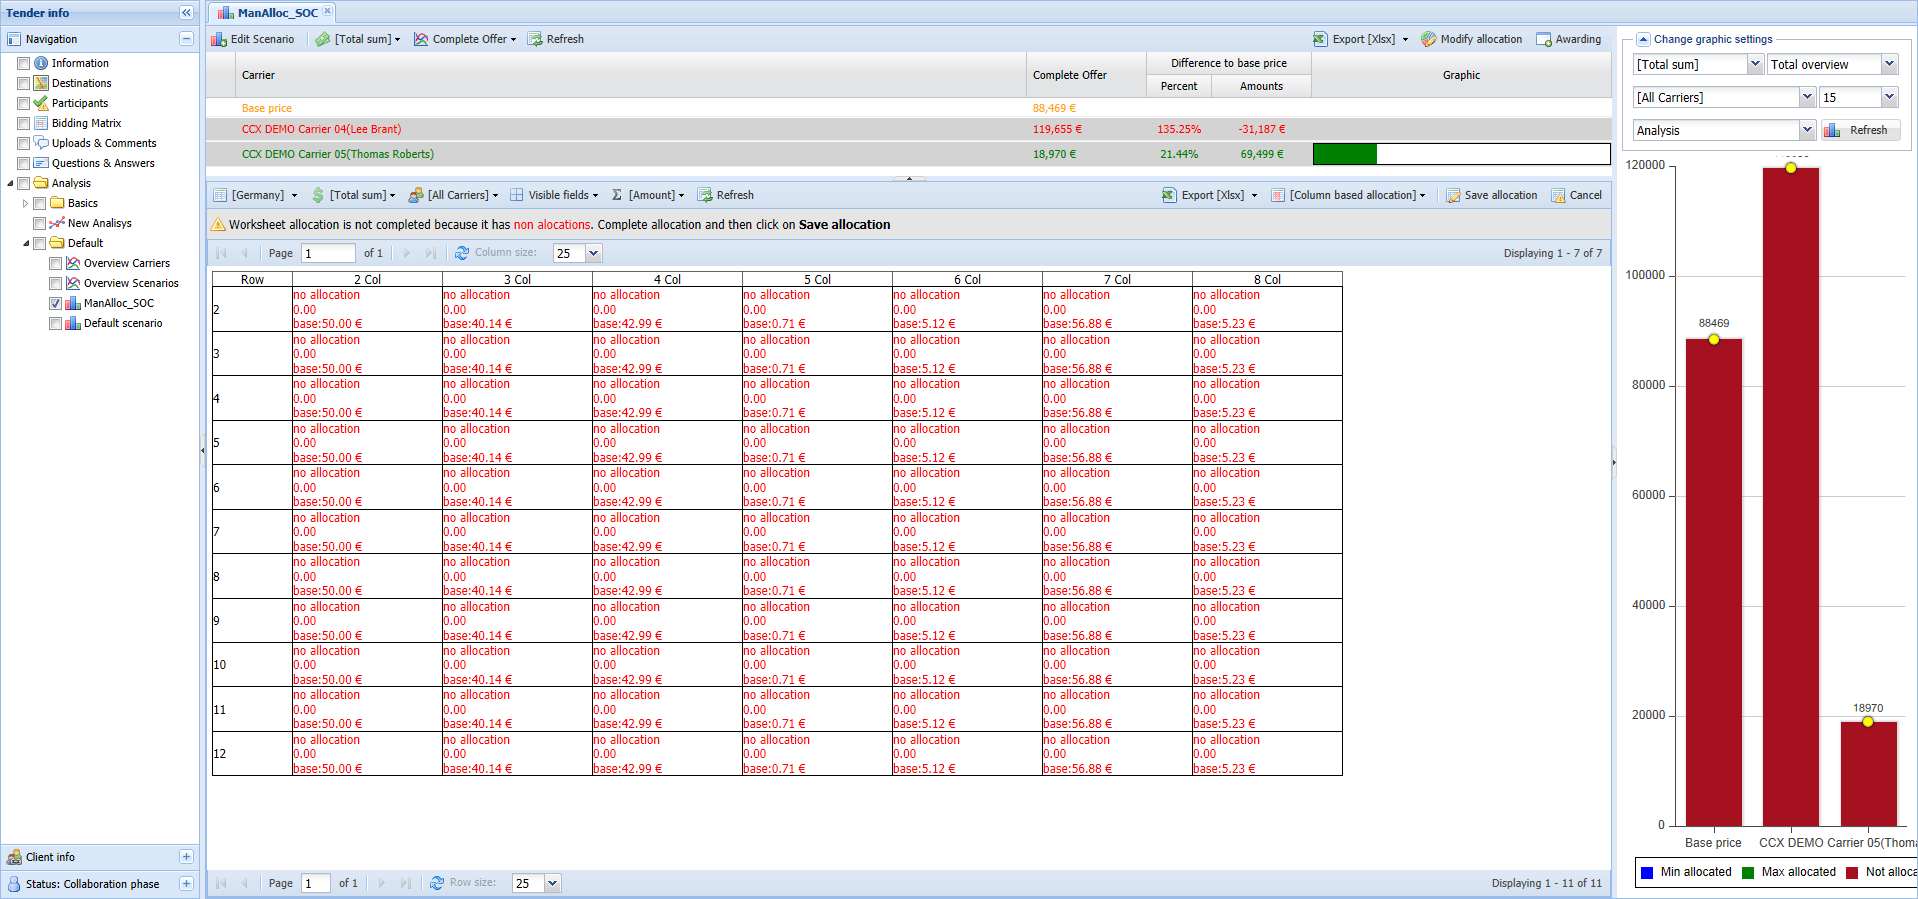 Tender info
Navigation
Information
Destinations
Participants
Bidding Matrix
Uploads & Comments
Questions & Answers
Analysis
Basics
New Analisys
Default
Overview Carriers
Overview Scenarios
ManAlloc_SOC
Default scenario
Client info
Status: Collaboration phase
ManAlloc_SOC
Edit Scenario [Total sum] Complete Offer Refresh Export [Xlsx] Modify allocation Awarding
Carrier Complete Offer Difference to base price Graphic
Percent Amounts
Base price 88,469 €
CCX DEMO Carrier 04(Lee Brant) 119,655 € 135.25% -31,187 €
CCX DEMO Carrier 05(Thomas Roberts) 18,970 € 21.44% 69,499 €
[Germany] [Total sum] [All Carriers] Visible fields Σ [Amount] Refresh Export [Xlsx] [Column based allocation] Save allocation Cancel
Worksheet allocation is not completed because it has non alocations. Complete allocation and then click on Save allocation
Page 1 of 1 Column size: 25 Displaying 1 - 7 of 7
Row 2 Col 3 Col 4 Col 5 Col 6 Col 7 Col 8 Col
no allocation no allocation no allocation no allocation no allocation no allocation no allocation
2 0.00 0.00 0.00 0.00 0.00 0.00 0.00
base:50.00 € base:40.14 € base:42.99 € base:0.71 € base:5.12 € base:56.88 € base:5.23 €
no allocation no allocation no allocation no allocation no allocation no allocation no allocation
3 0.00 0.00 0.00 0.00 0.00 0.00 0.00
base:50.00 € base:40.14 € base:42.99 € base:0.71 € base:5.12 € base:56.88 € base:5.23 €
no allocation no allocation no allocation no allocation no allocation no allocation no allocation
4 0.00 0.00 0.00 0.00 0.00 0.00 0.00
base:50.00 € base:40.14 € base:42.99 € base:0.71 € base:5.12 € base:56.88 € base:5.23 €
no allocation no allocation no allocation no allocation no allocation no allocation no allocation
5 0.00 0.00 0.00 0.00 0.00 0.00 0.00
base:50.00 € base:40.14 € base:42.99 € base:0.71 € base:5.12 € base:56.88 € base:5.23 €
no allocation no allocation no allocation no allocation no allocation no allocation no allocation
6 0.00 0.00 0.00 0.00 0.00 0.00 0.00
base:50.00 € base:40.14 € base:42.99 € base:0.71 € base:5.12 € base:56.88 € base:5.23 €
no allocation no allocation no allocation no allocation no allocation no allocation no allocation
7 0.00 0.00 0.00 0.00 0.00 0.00 0.00
base:50.00 € base:40.14 € base:42.99 € base:0.71 € base:5.12 € base:56.88 € base:5.23 €
no allocation no allocation no allocation no allocation no allocation no allocation no allocation
8 0.00 0.00 0.00 0.00 0.00 0.00 0.00
base:50.00 € base:40.14 € base:42.99 € base:0.71 € base:5.12 € base:56.88 € base:5.23 €
no allocation no allocation no allocation no allocation no allocation no allocation no allocation
9 0.00 0.00 0.00 0.00 0.00 0.00 0.00
base:50.00 € base:40.14 € base:42.99 € base:0.71 € base:5.12 € base:56.88 € base:5.23 €
no allocation no allocation no allocation no allocation no allocation no allocation no allocation
10 0.00 0.00 0.00 0.00 0.00 0.00 0.00
base:50.00 € base:40.14 € base:42.99 € base:0.71 € base:5.12 € base:56.88 € base:5.23 €
no allocation no allocation no allocation no allocation no allocation no allocation no allocation
11 0.00 0.00 0.00 0.00 0.00 0.00 0.00
base:50.00 € base:40.14 € base:42.99 € base:0.71 € base:5.12 € base:56.88 € base:5.23 €
no allocation no allocation no allocation no allocation no allocation no allocation no allocation
12 0.00 0.00 0.00 0.00 0.00 0.00 0.00
base:50.00 € base:40.14 € base:42.99 € base:0.71 € base:5.12 € base:56.88 € base:5.23 €
Page 1 of 1 Row size: 25 Displaying 1 - 11 of 11
Change graphic settings
[Total sum] Total overview
[All Carriers] 15
Analysis Refresh
120000
100000
88469
80000
60000
40000
18970
20000
0
Base price CCX DEMO Carrier 05(Thoma
Min allocated Max allocated Not alloca